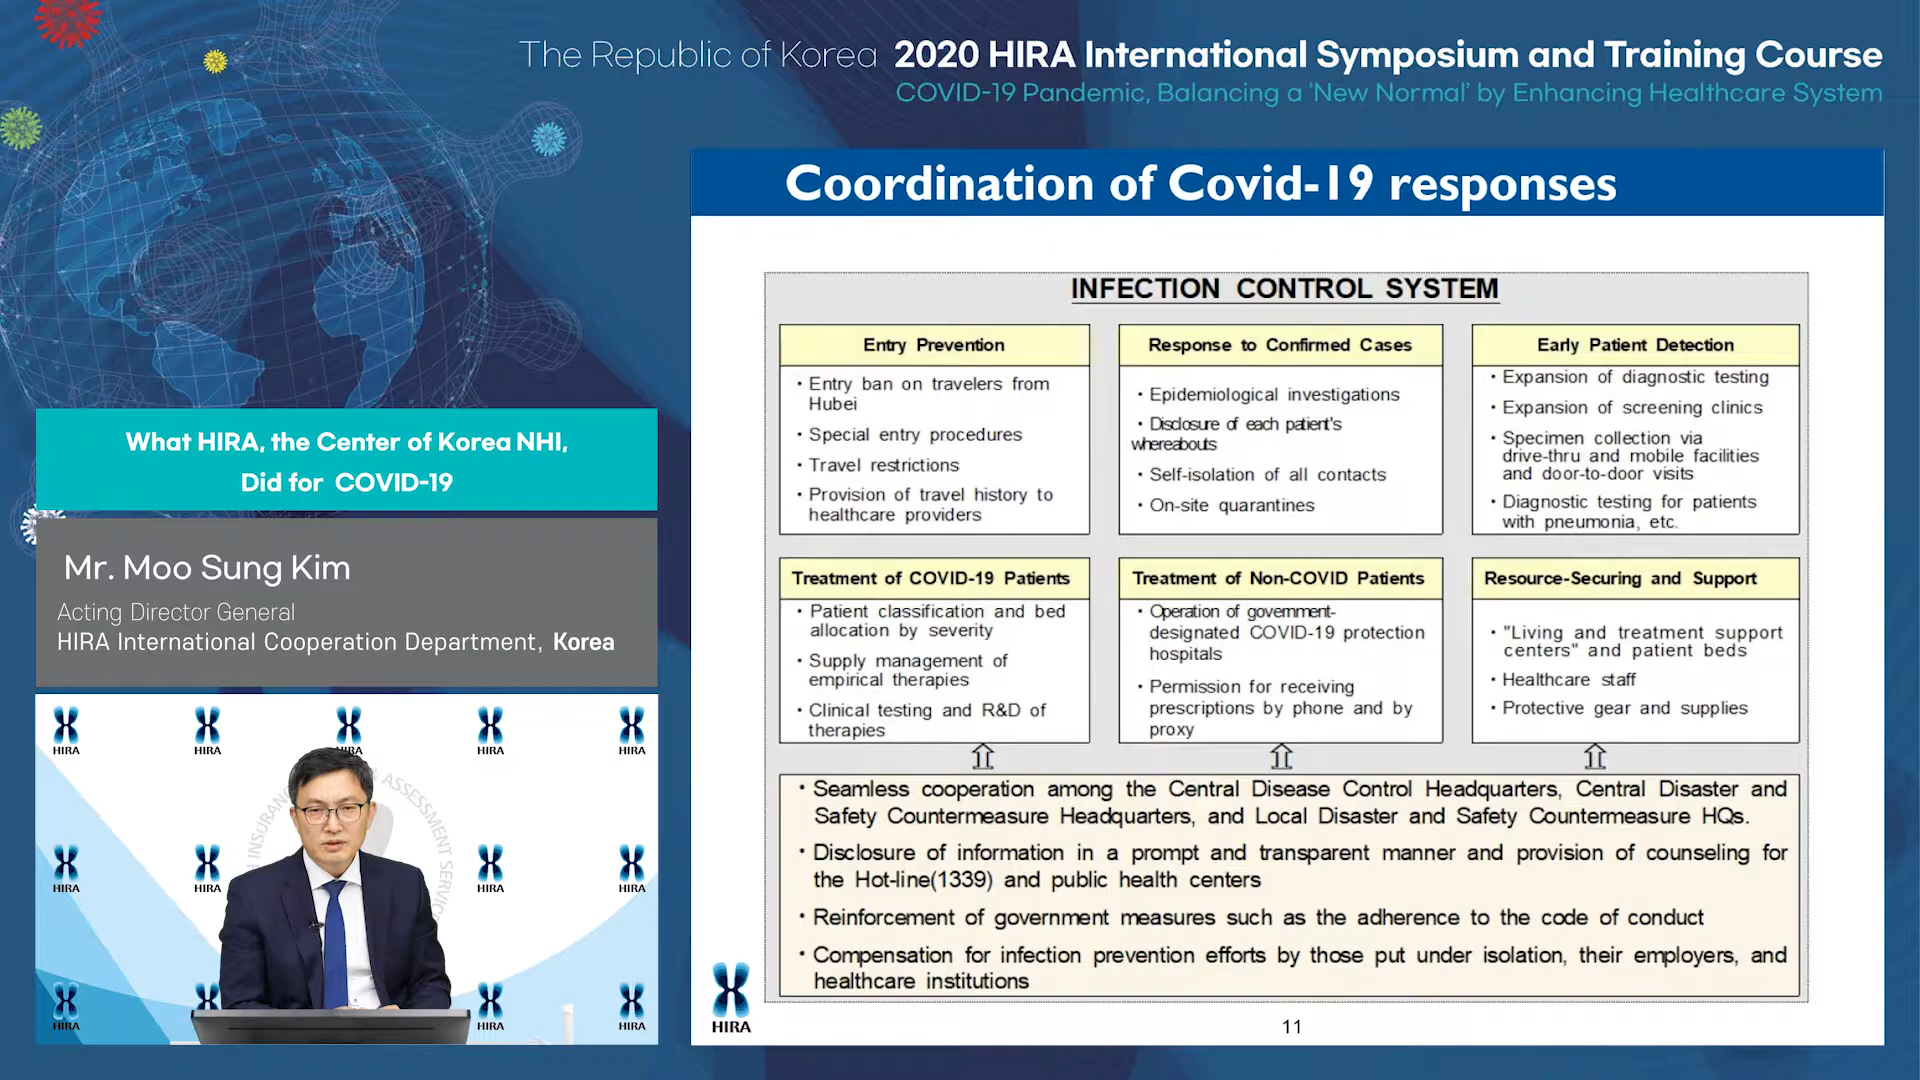 The Republic of Korea 2020 HIRA International Symposium and Training Course
COVID-19 Pandemic, Balancing a 'New Normal' by Enhancing Healthcare System
What HIRA, the Center of Korea NHI,
Did for COVID-19
Mr. Moo Sung Kim
Acting Director General
HIRA International Cooperation Department, Korea
HIRA HIRA HIRA HIRA HIRA
ASSESSMENT SERVIC
INSURANC
HIRA HIRA HIRA HIRA
HIRA HIRA HIRA
Coordination of Covid-19 responses
INFECTION CONTROL SYSTEM
Entry Prevention
• Entry ban on travelers from
Hubei
• Special entry procedures
• Travel restrictions
• Provision of travel history to
healthcare providers
Response to Confirmed Cases
• Epidemiological investigations
• Disclosure of each patient's
whereabouts
• Self-isolation of all contacts
• On-site quarantines
Early Patient Detection
• Expansion of diagnostic testing
• Expansion of screening clinics
• Specimen collection via
drive-thru and mobile facilities
and door-to-door visits
• Diagnostic testing for patients
with pneumonia, etc.
Treatment of COVID-19 Patients
• Patient classification and bed
allocation by severity
• Supply management of
empirical therapies
• Clinical testing and R&D of
therapies
Treatment of Non-COVID Patients
• Operation of government-
designated COVID-19 protection
hospitals
• Permission for receiving
prescriptions by phone and by
proxy
Resource-Securing and Support
• "Living and treatment support
centers" and patient beds
• Healthcare staff
• Protective gear and supplies
• Seamless cooperation among the Central Disease Control Headquarters, Central Disaster and
Safety Countermeasure Headquarters, and Local Disaster and Safety Countermeasure HQs.
• Disclosure of information in a prompt and transparent manner and provision of counseling for
the Hot-line(1339) and public health centers
• Reinforcement of government measures such as the adherence to the code of conduct
• Compensation for infection prevention efforts by those put under isolation, their employers, and
healthcare institutions
HIRA
11